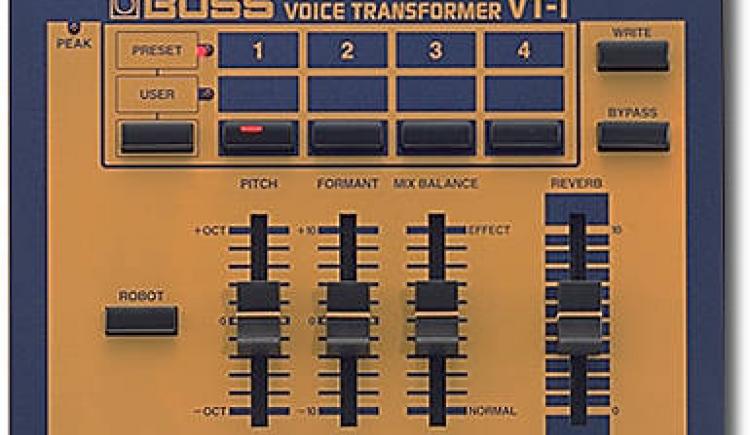 BOSS VOICE TRANSFORMER VT-1
PEAK
PRESET 1 2 3 4
WRITE
USER
BYPASS
PITCH FORMANT MIX BALANCE REVERB
+OCT +10 EFFECT 10
ROBOT
0 0
-OCT -10 NORMAL 0